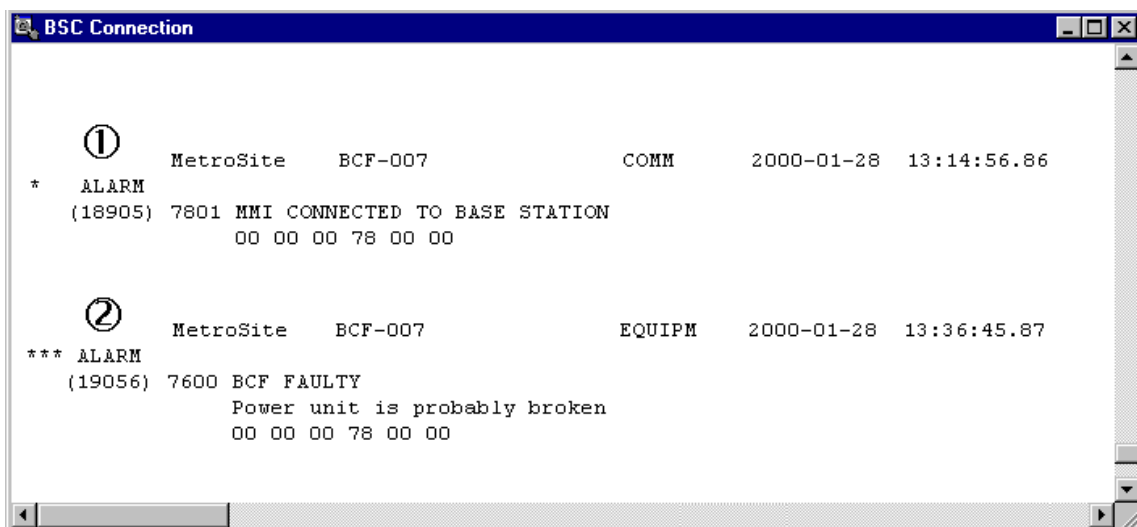 BSC Connection
①
MetroSite BCF-007 COMM 2000-01-28 13:14:56.86
* ALARM
(18905) 7801 MMI CONNECTED TO BASE STATION
00 00 00 78 00 00
②
MetroSite BCF-007 EQUIPM 2000-01-28 13:36:45.87
*** ALARM
(19056) 7600 BCF FAULTY
Power unit is probably broken
00 00 00 78 00 00